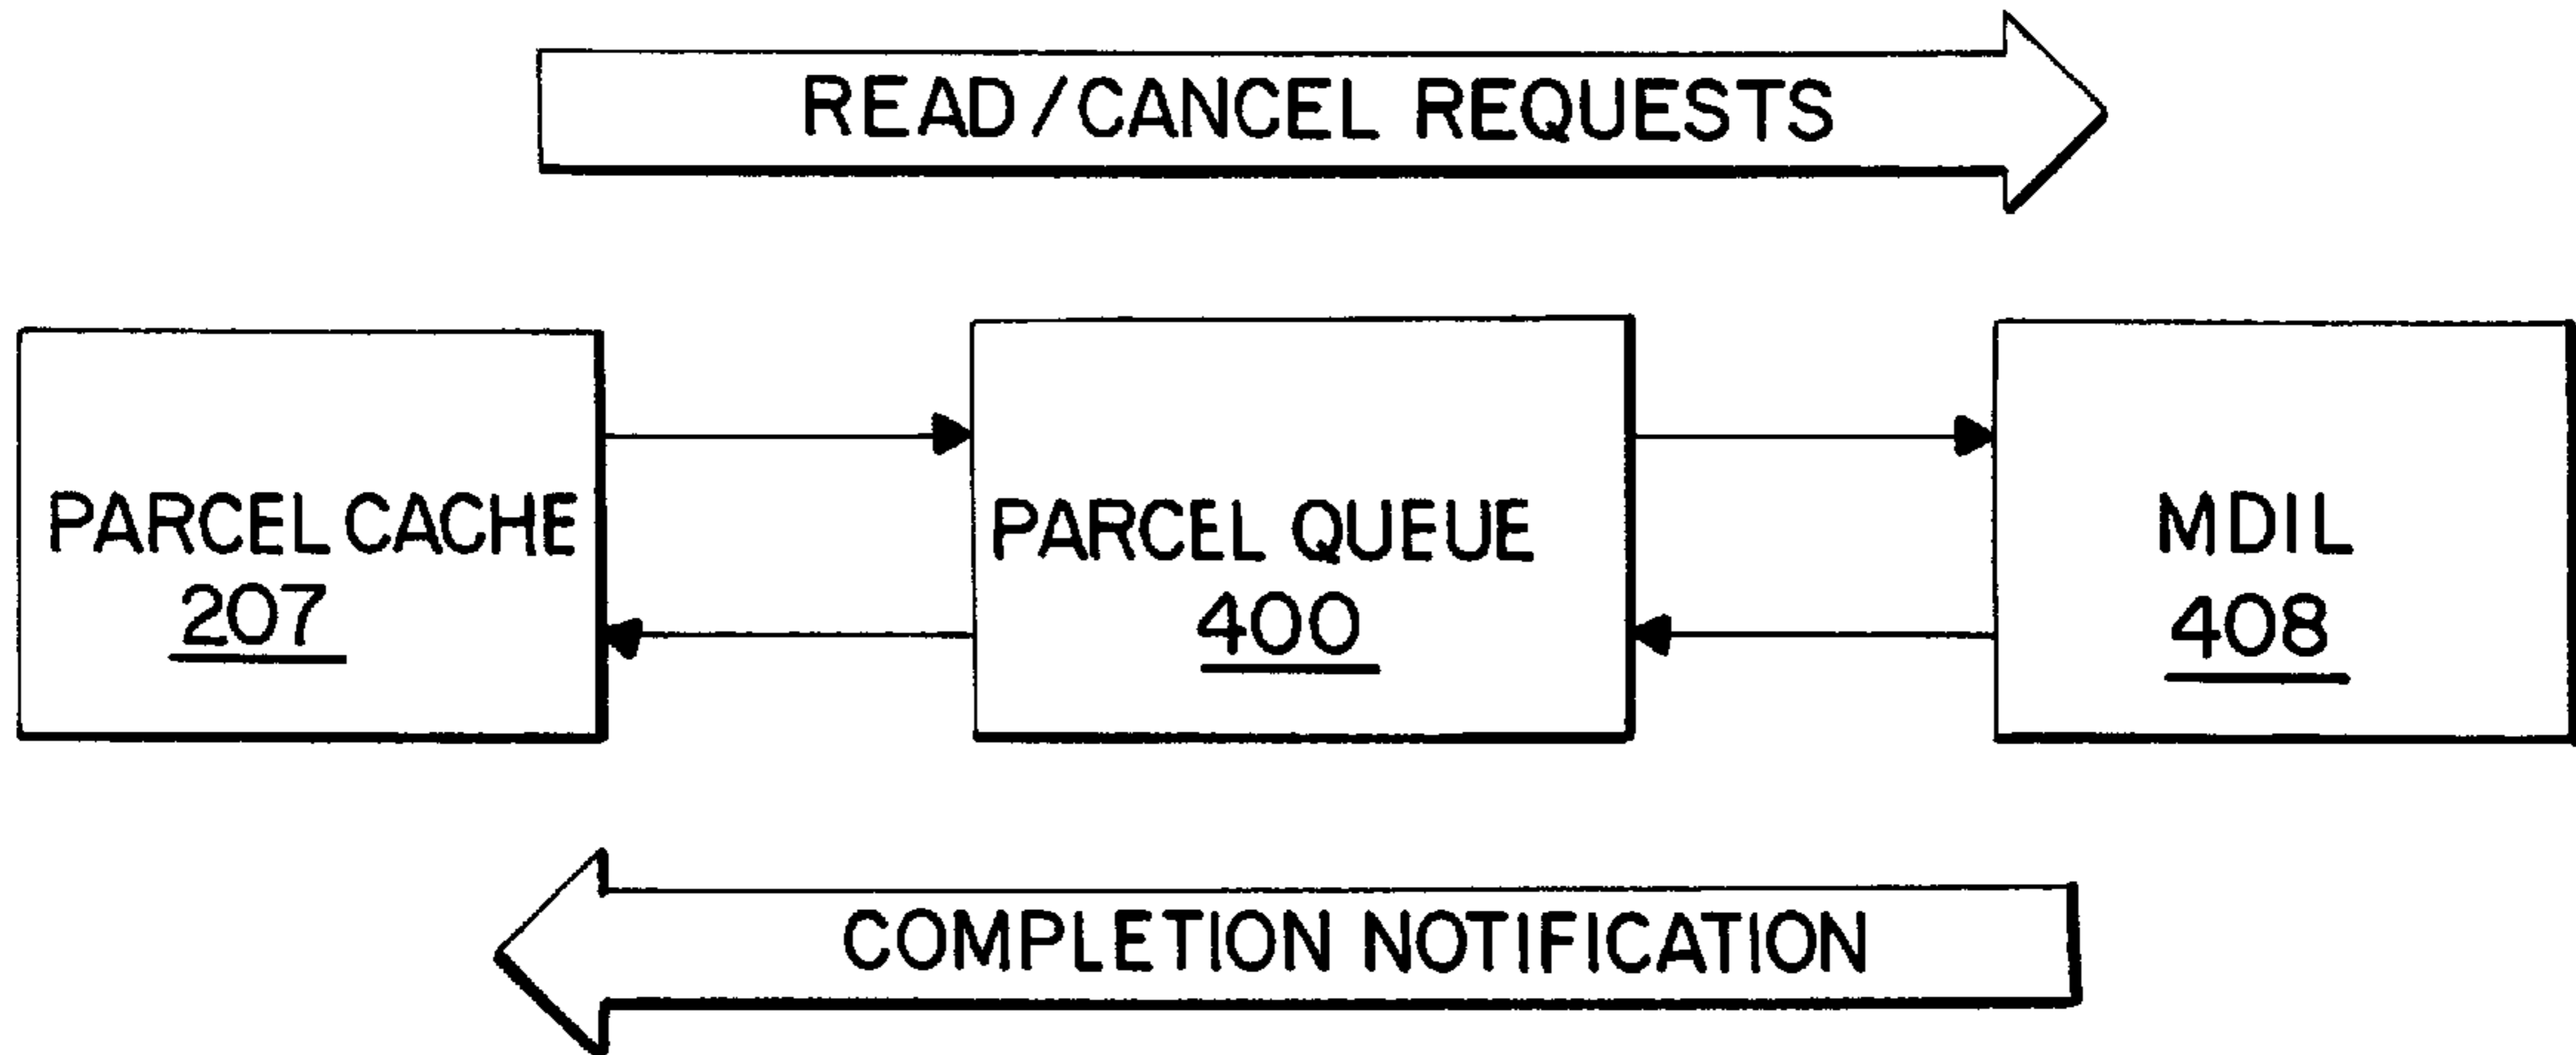 READ/CANCEL REQUESTS
PARCEL CACHE
207
PARCEL QUEUE
400
MDIL
408
COMPLETION NOTIFICATION